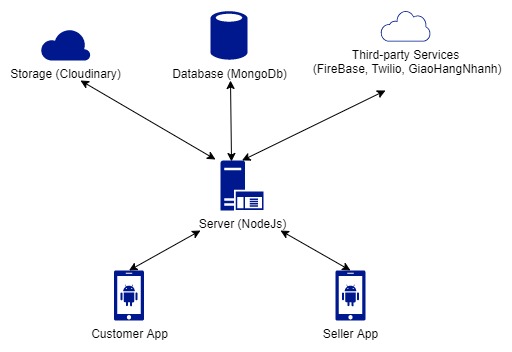 Storage (Cloudinary)
Database (MongoDb)
Third-party Services
(FireBase, Twilio, GiaoHangNhanh)
Server (NodeJs)
Customer App
Seller App